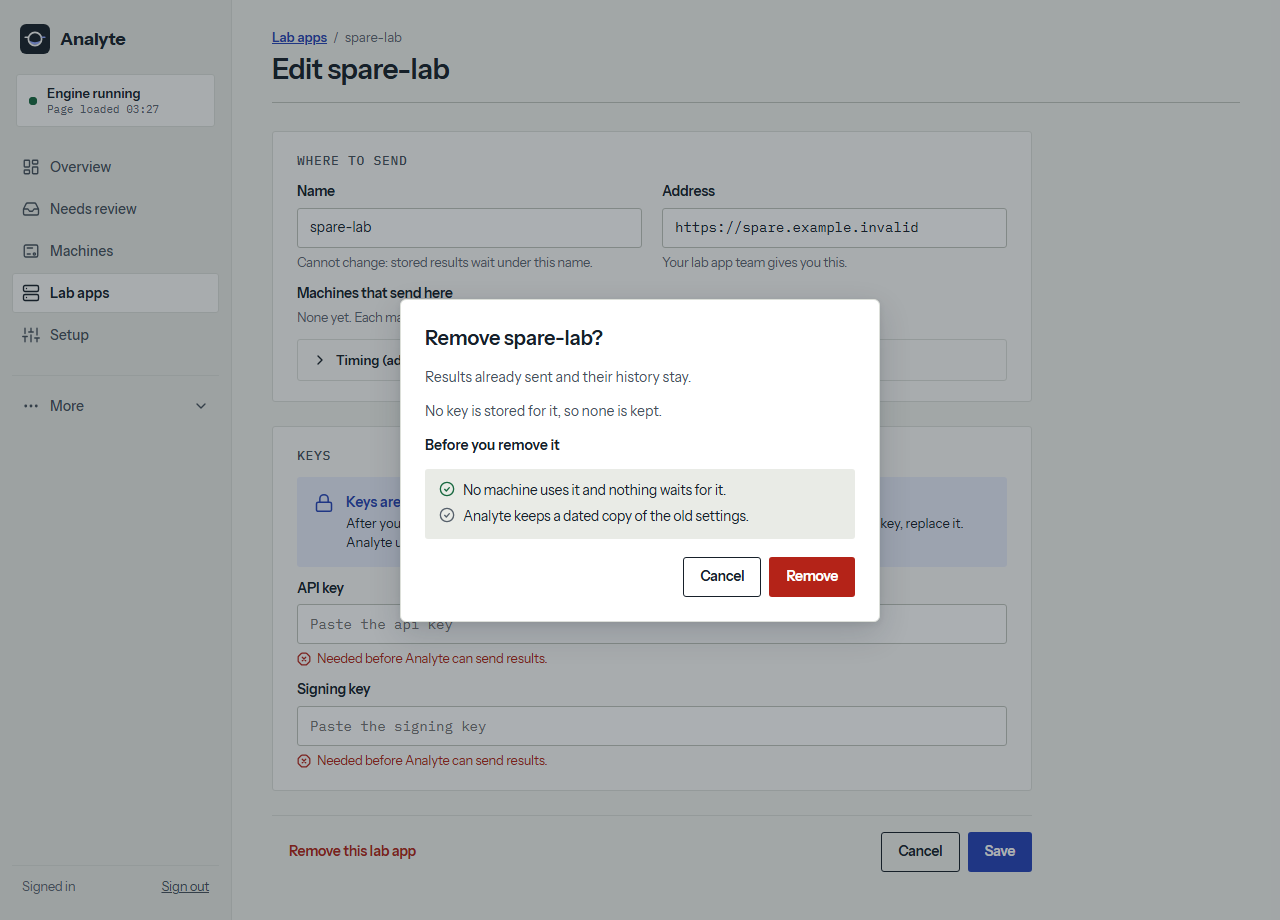 Analyte
Engine running
Page loaded 03:27
Overview
Needs review
Machines
Lab apps
Setup
More
Signed in
Sign out
Lab apps / spare-lab
Edit spare-lab
WHERE TO SEND
Name
Address
spare-lab
https://spare.example.invalid
Cannot change: stored results wait under this name.
Your lab app team gives you this.
Machines that send here
None yet. Each
Timing
Remove spare-lab?
Results already sent and their history stay.
No key is stored for it, so none is kept.
Before you remove it
No machine uses it and nothing waits for it.
Analyte keeps a dated copy of the old settings.
Cancel
Remove
KEYS
Keys are
After you
key, replace it.
Analyte
API key
Paste the api key
Needed before Analyte can send results.
Signing key
Paste the signing key
Needed before Analyte can send results.
Remove this lab app
Cancel
Save